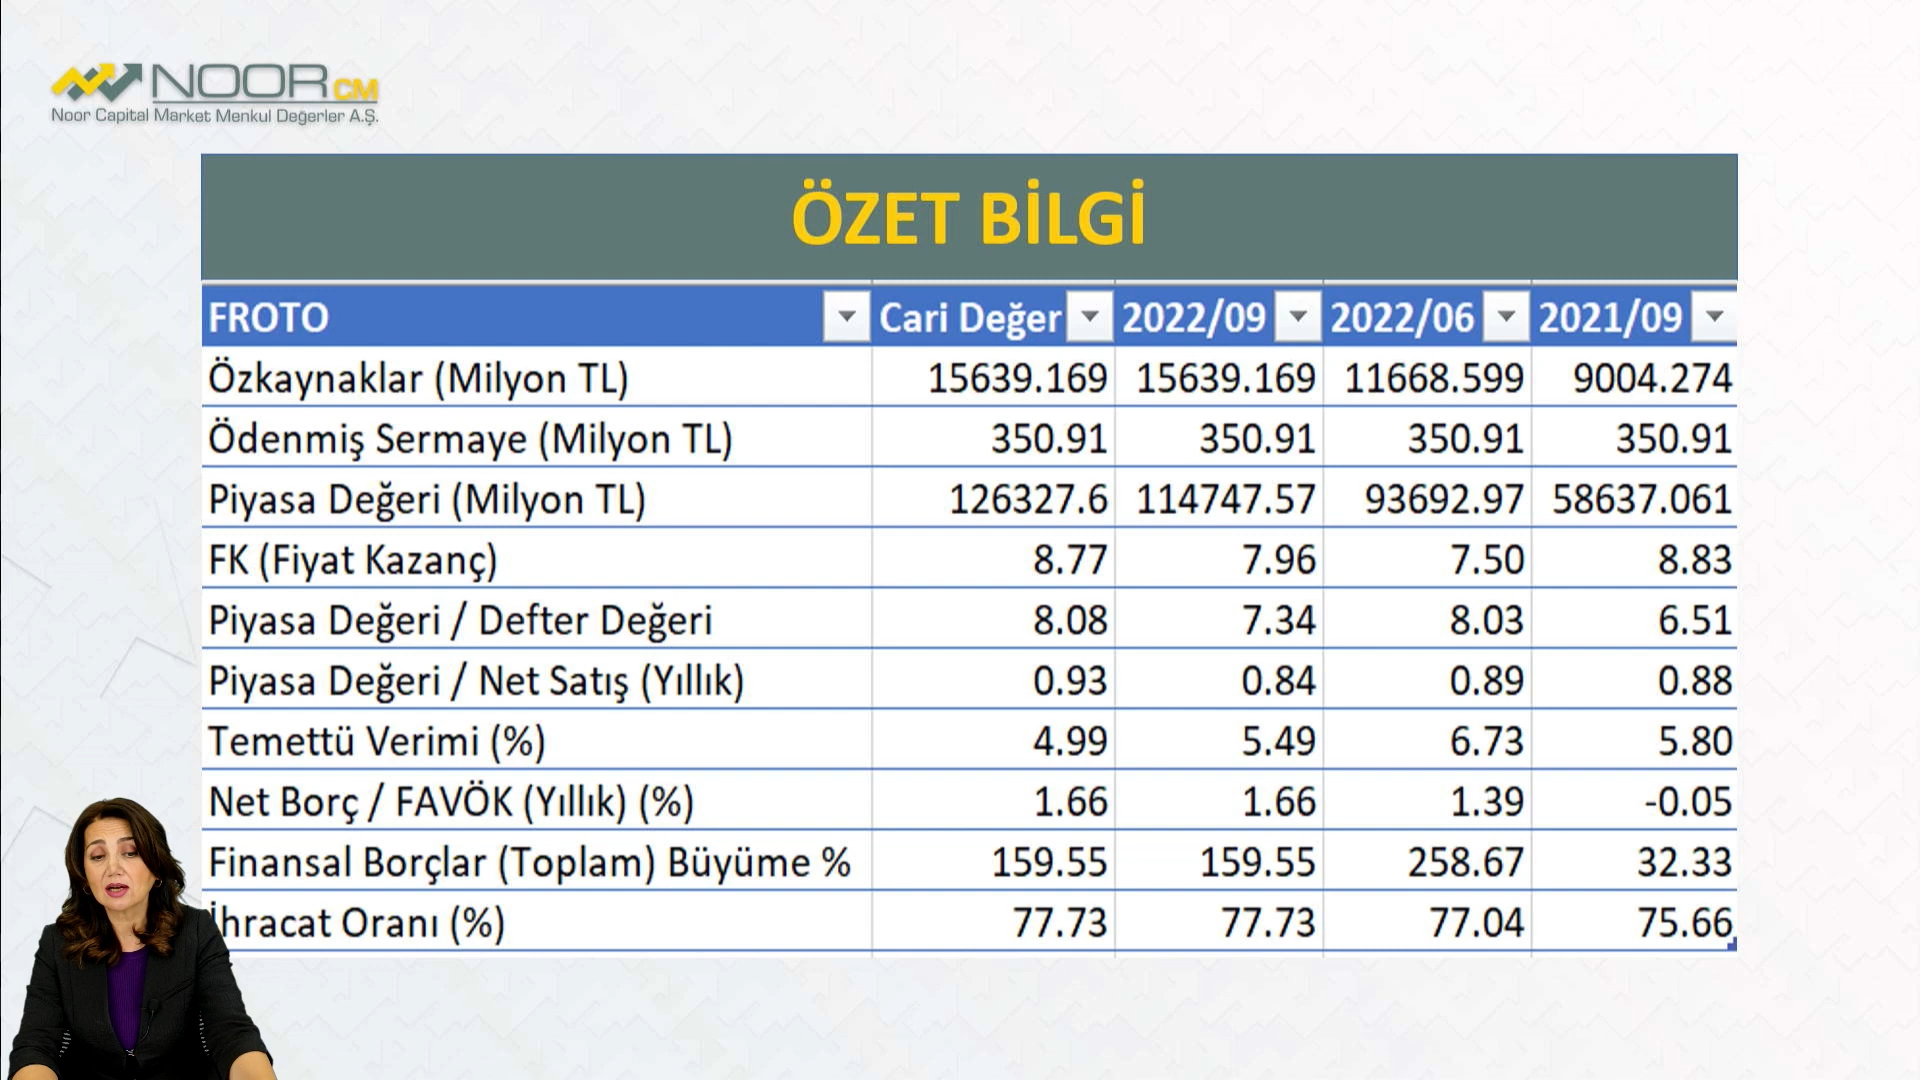 NOOR CM
Noor Capital Market Menkul Değerler A.Ş.
ÖZET BİLGİ
FROTO Cari Değer 2022/09 2022/06 2021/09
Özkaynaklar (Milyon TL) 15639.169 15639.169 11668.599 9004.274
Ödenmiş Sermaye (Milyon TL) 350.91 350.91 350.91 350.91
Piyasa Değeri (Milyon TL) 126327.6 114747.57 93692.97 58637.061
FK (Fiyat Kazanç) 8.77 7.96 7.50 8.83
Piyasa Değeri / Defter Değeri 8.08 7.34 8.03 6.51
Piyasa Değeri / Net Satış (Yıllık) 0.93 0.84 0.89 0.88
Temettü Verimi (%) 4.99 5.49 6.73 5.80
Net Borç / FAVÖK (Yıllık) (%) 1.66 1.66 1.39 -0.05
Finansal Borçlar (Toplam) Büyüme % 159.55 159.55 258.67 32.33
İhracat Oranı (%) 77.73 77.73 77.04 75.66